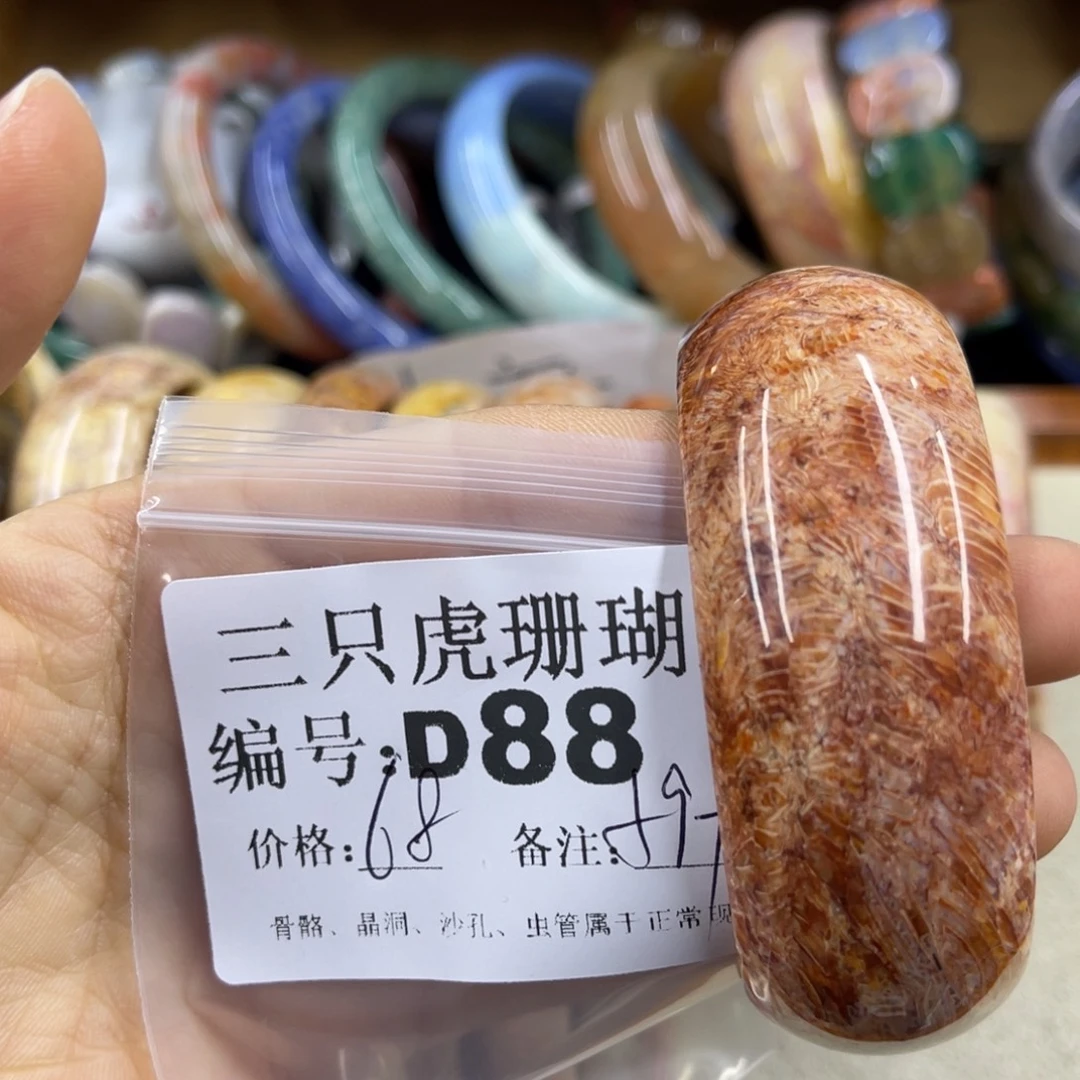 三只虎珊瑚
编号:D88
价格:68 备注:
骨骼、晶洞、沙孔、虫管属于正常现